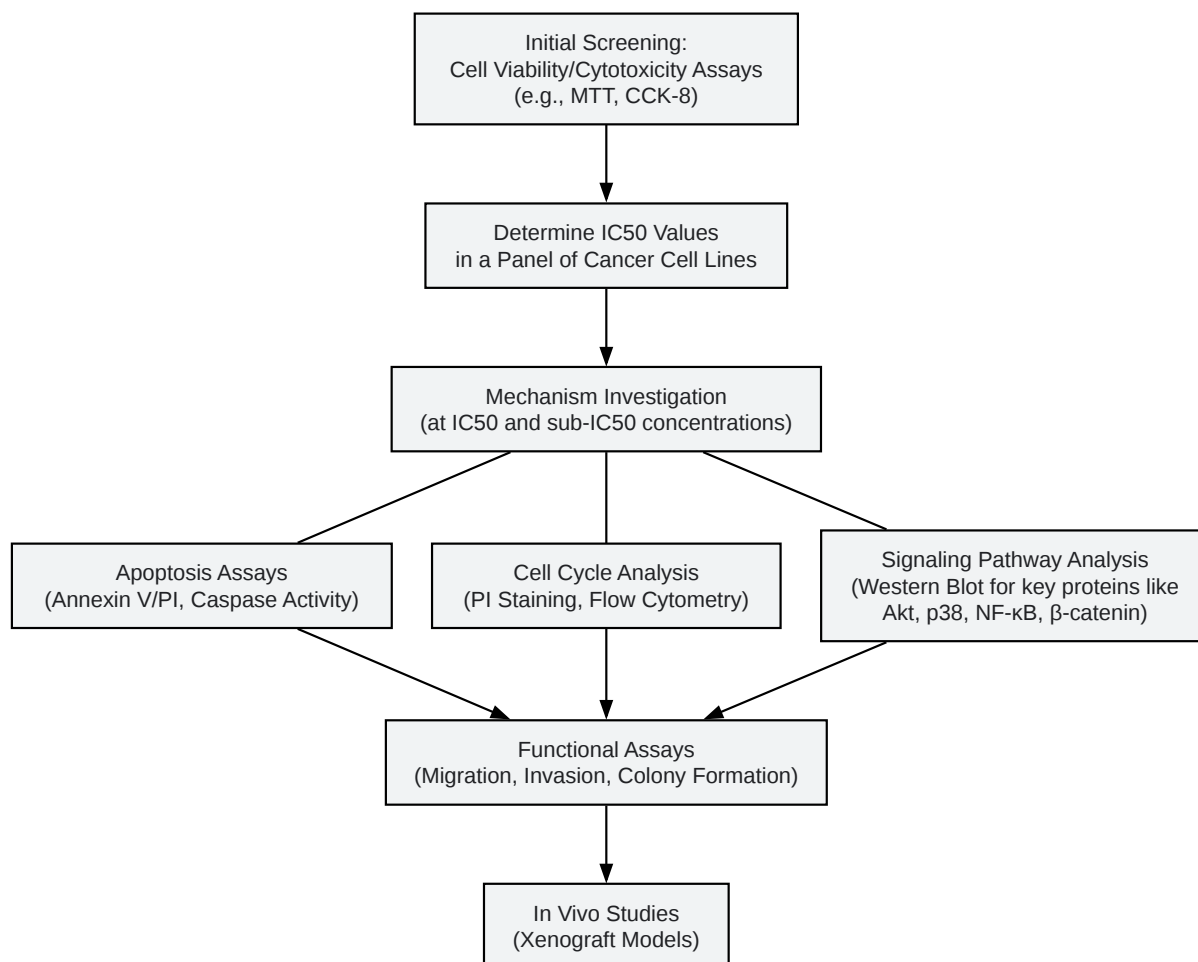 Initial Screening:
Cell Viability/Cytotoxicity Assays
(e.g., MTT, CCK-8)
Determine IC50 Values
in a Panel of Cancer Cell Lines
Mechanism Investigation
(at IC50 and sub-IC50 concentrations)
Apoptosis Assays
(Annexin V/PI, Caspase Activity)
Cell Cycle Analysis
(PI Staining, Flow Cytometry)
Signaling Pathway Analysis
(Western Blot for key proteins like
Akt, p38, NF-κB, β-catenin)
Functional Assays
(Migration, Invasion, Colony Formation)
In Vivo Studies
(Xenograft Models)